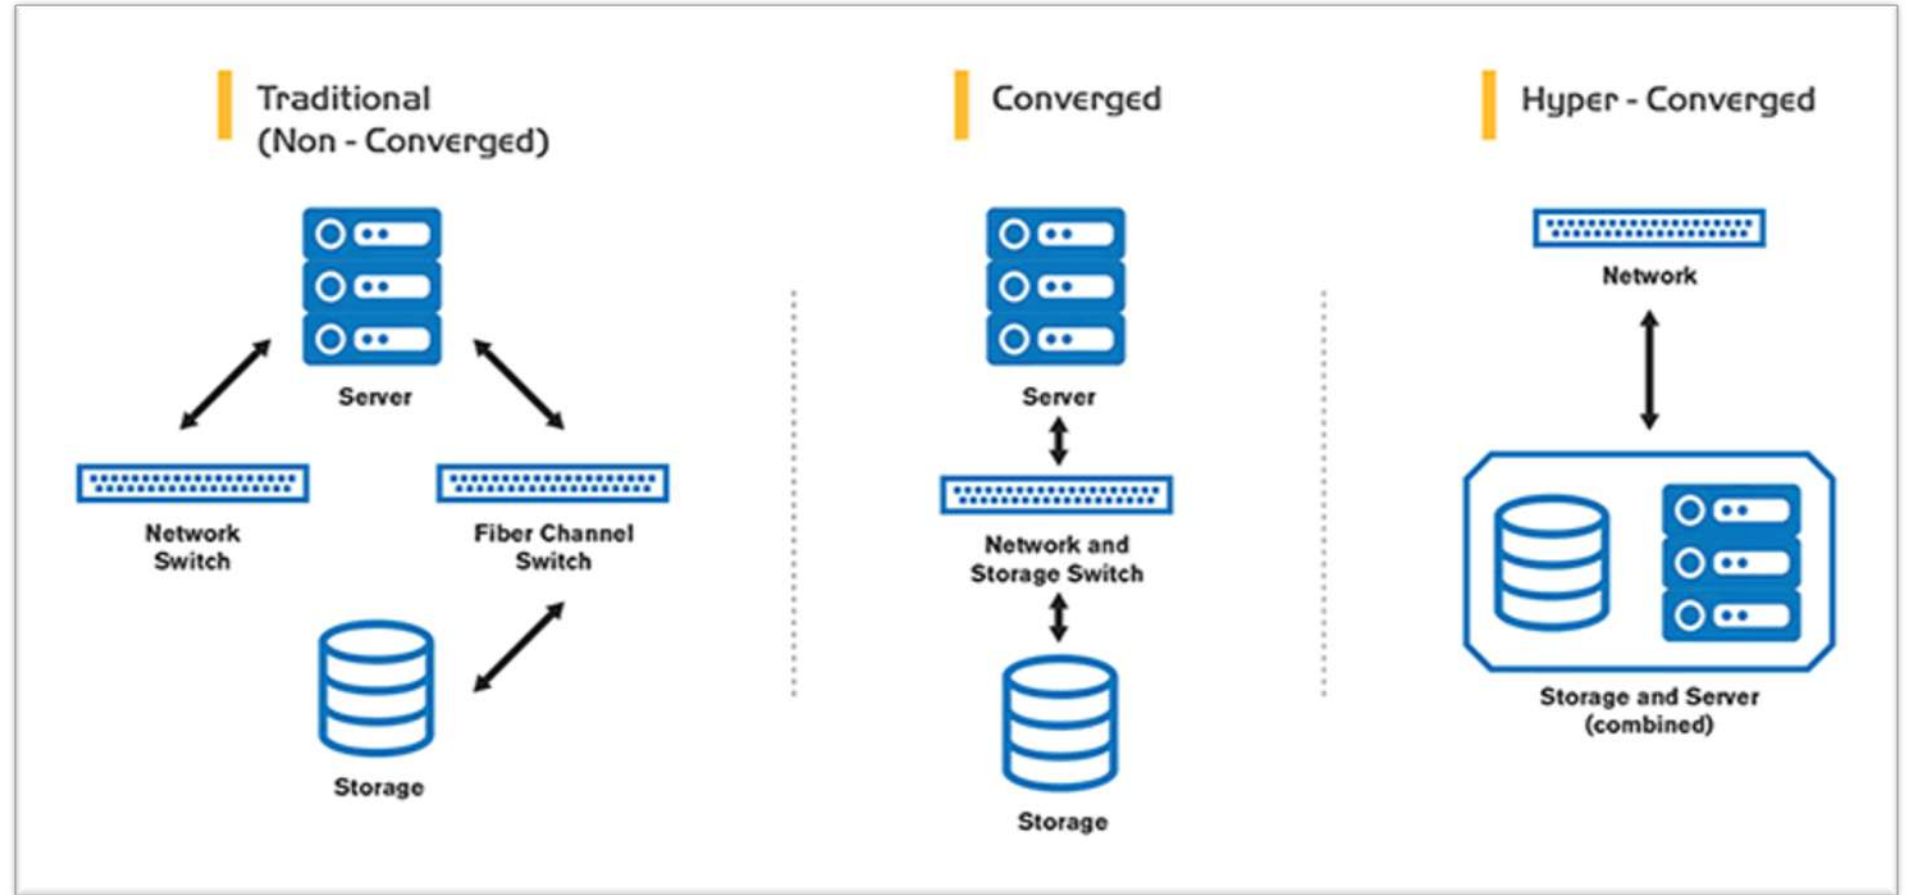 Traditional
(Non - Converged)
Server
Network
Switch
Fiber Channel
Switch
Storage
Converged
Server
Network and
Storage Switch
Storage
Hyper - Converged
Network
Storage and Server
(combined)